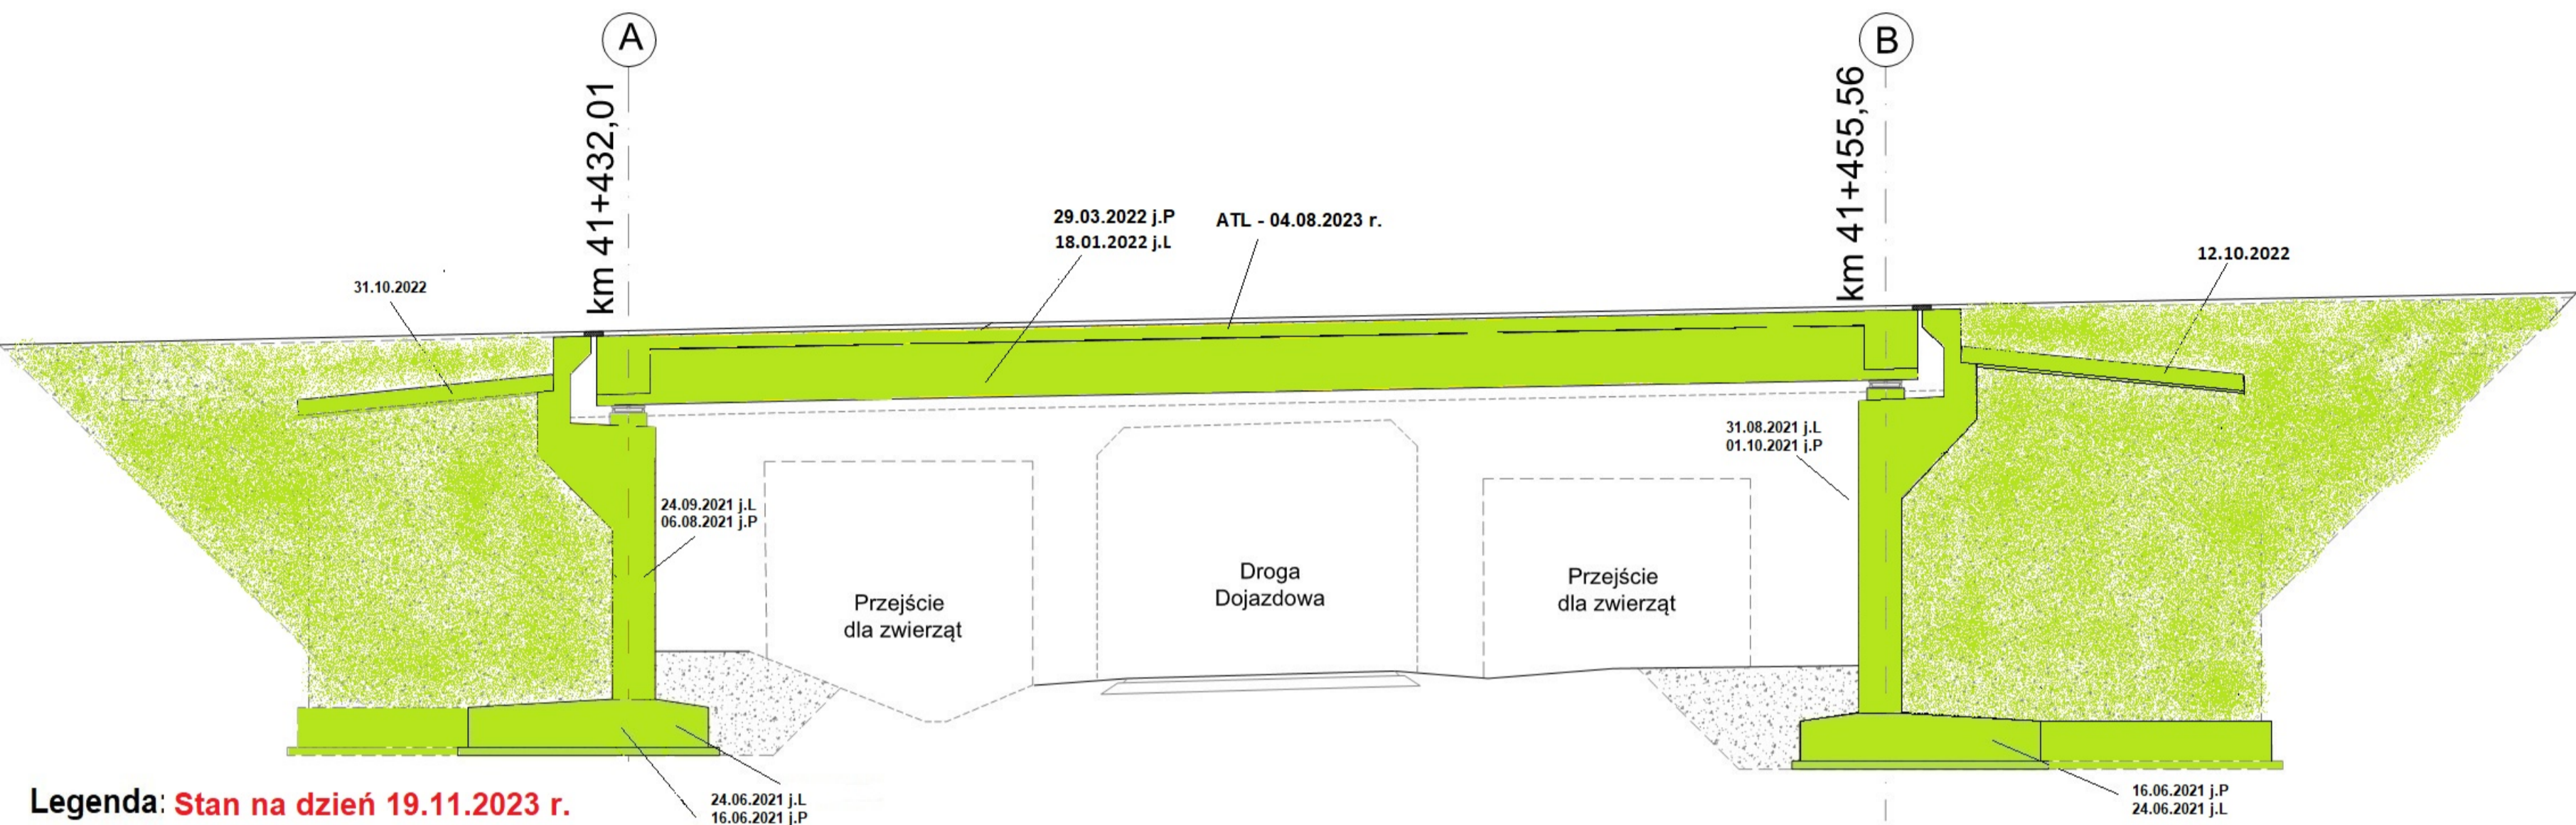 A
B
km 41+432,01
km 41+455,56
29.03.2022 j.P
18.01.2022 j.L
ATL - 04.08.2023 r.
12.10.2022
31.10.2022
31.08.2021 j.L
01.10.2021 j.P
24.09.2021 j.L
06.08.2021 j.P
Przejście
dla zwierząt
Droga
Dojazdowa
Przejście
dla zwierząt
24.06.2021 j.L
16.06.2021 j.P
16.06.2021 j.P
24.06.2021 j.L
Legenda: Stan na dzień 19.11.2023 r.